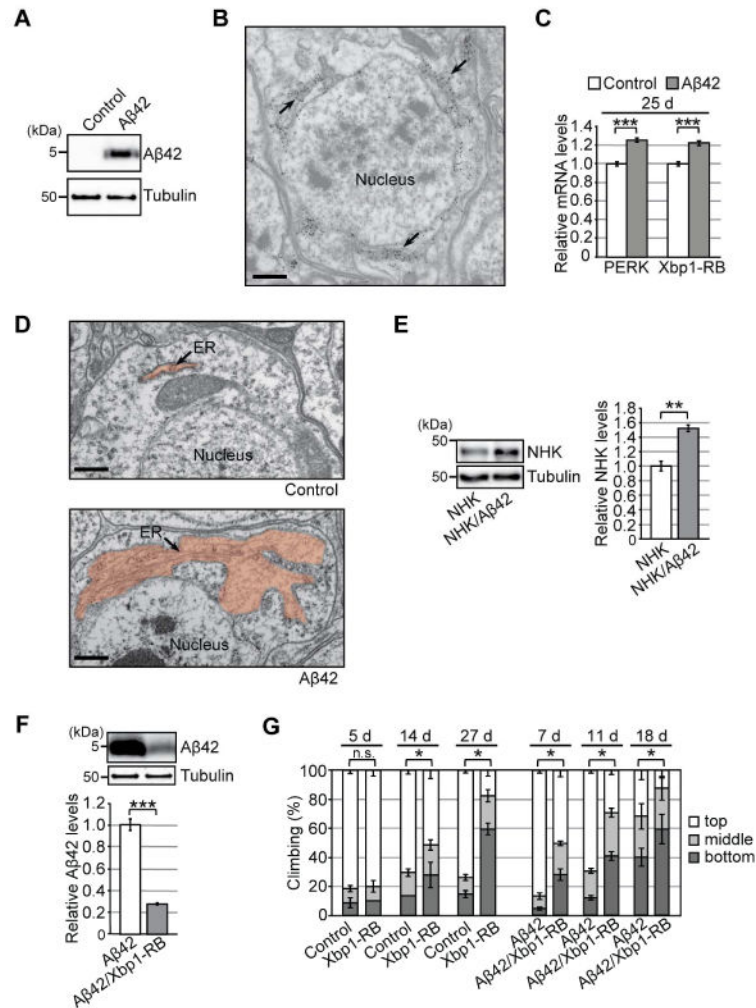 A
Control
Aβ42
(kDa)
5
Aβ42
50
Tubulin
B
Nucleus
C
Control Aβ42
25 d
*** ***
Relative mRNA levels
1.4
1.2
1.0
0.8
0.6
0.4
0.2
0
PERK Xbp1-RB
D
ER
Nucleus
Control
ER
Nucleus
Aβ42
E
(kDa)
50
NHK
50
Tubulin
NHK
NHK/Aβ42
Relative NHK levels
1.8
1.6
1.4
1.2
1.0
0.8
0.6
0.4
0.2
0
**
NHK
NHK/Aβ42
F
(kDa)
5
Aβ42
50
Tubulin
Relative Aβ42 levels
1.2
1.0
0.8
0.6
0.4
0.2
0
***
Aβ42
Aβ42/Xbp1-RB
G
5 d 14 d 27 d 7 d 11 d 18 d
n.s. * * * * *
Climbing (%)
100
80
60
40
20
0
top
middle
bottom
Control
Xbp1-RB
Control
Xbp1-RB
Control
Xbp1-RB
Aβ42
Aβ42/Xbp1-RB
Aβ42
Aβ42/Xbp1-RB
Aβ42
Aβ42/Xbp1-RB